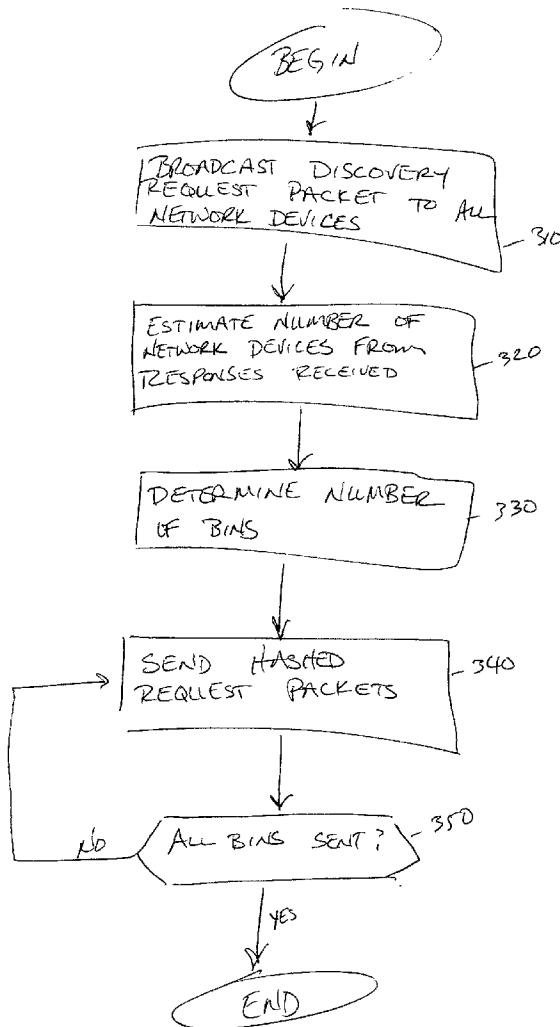 BEGIN
BROADCAST DISCOVERY
REQUEST PACKET TO ALL
NETWORK DEVICES
310
ESTIMATE NUMBER OF
NETWORK DEVICES FROM
RESPONSES RECEIVED
320
DETERMINE NUMBER
OF BINS
330
SEND HASHED
REQUEST PACKETS
340
ALL BINS SENT?
350
NO
YES
END